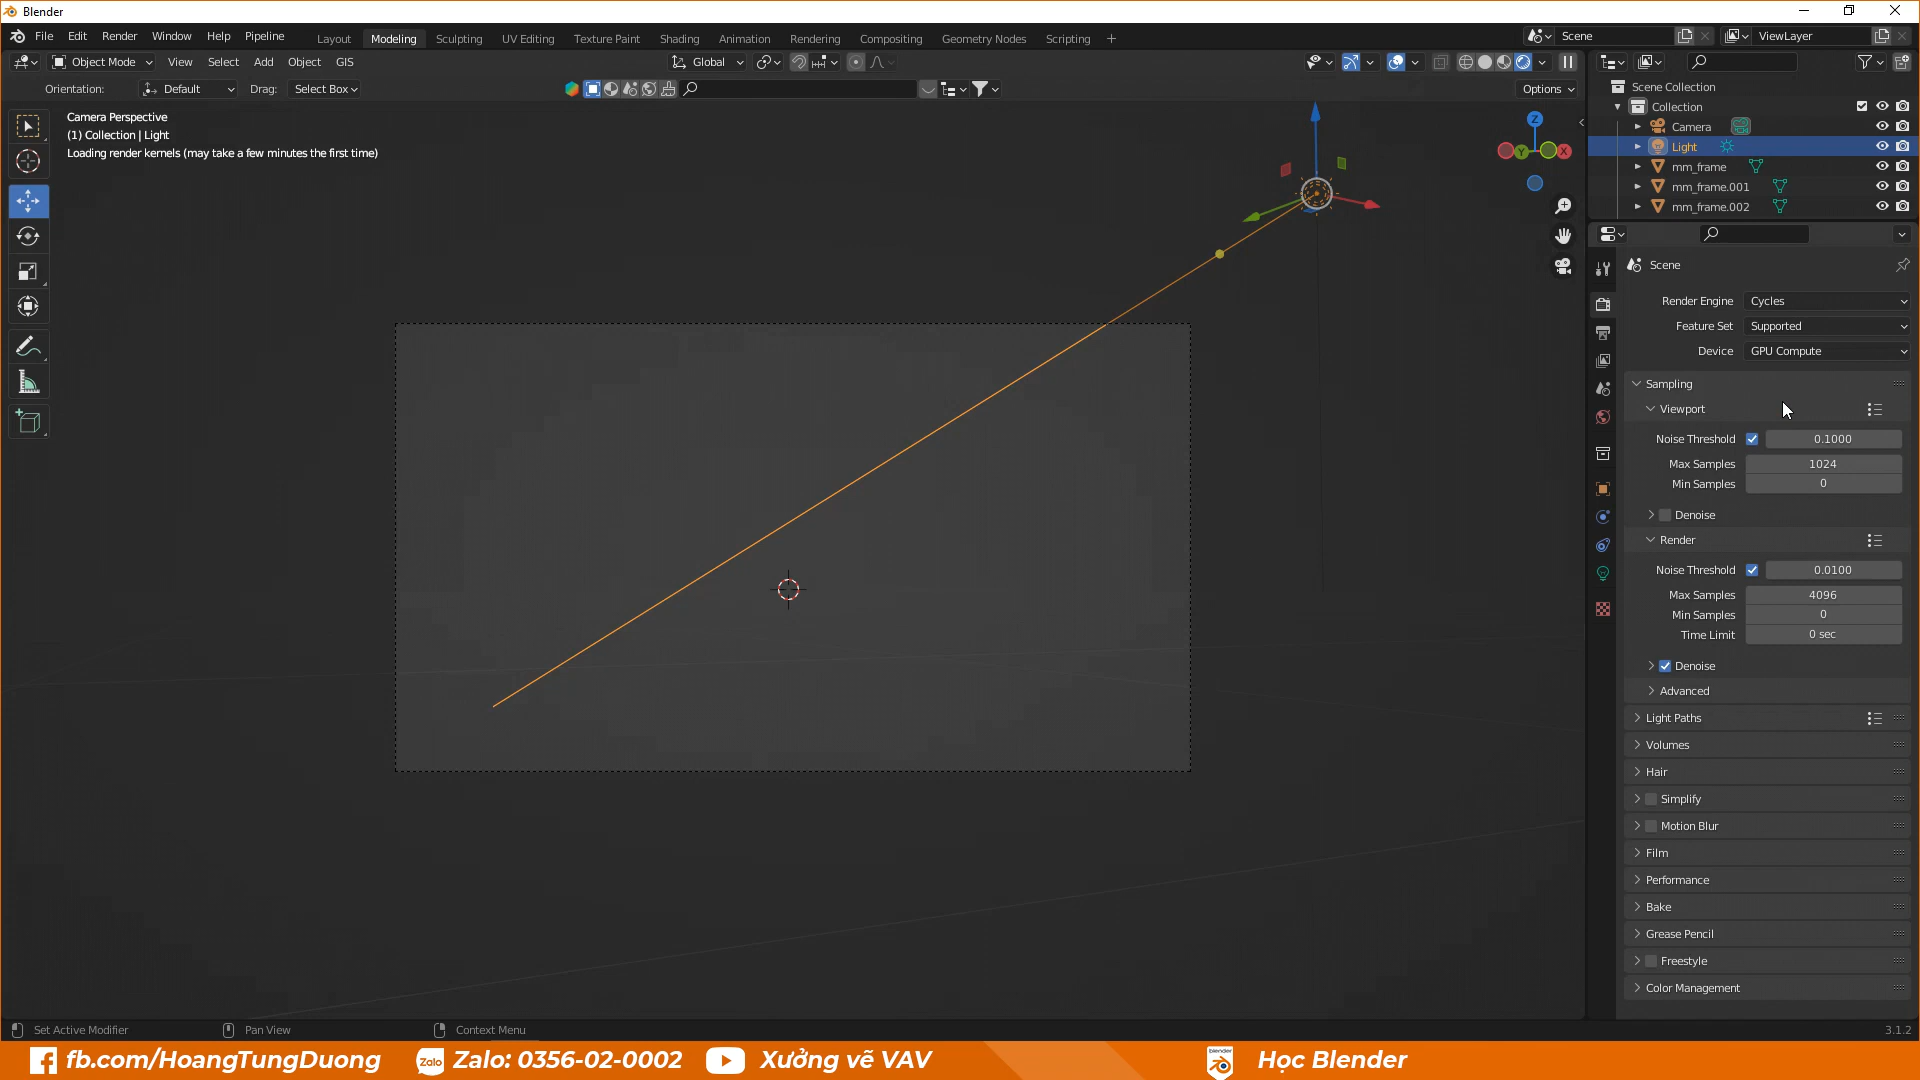 Blender
File Edit Render Window Help Pipeline
Layout Modeling Sculpting UV Editing Texture Paint Shading Animation Rendering Compositing Geometry Nodes Scripting +
Scene
ViewLayer
Object Mode View Select Add Object GIS
Global
Orientation: Default Drag: Select Box
Options
Camera Perspective
(1) Collection | Light
Loading render kernels (may take a few minutes the first time)
Z
Y
X
Scene Collection
Collection
Camera
Light
mm_frame
mm_frame.001
mm_frame.002
Scene
Render Engine Cycles
Feature Set Supported
Device GPU Compute
Sampling
Viewport
Noise Threshold 0.1000
Max Samples 1024
Min Samples 0
Denoise
Render
Noise Threshold 0.0100
Max Samples 4096
Min Samples 0
Time Limit 0 sec
Denoise
Advanced
Light Paths
Volumes
Hair
Simplify
Motion Blur
Film
Performance
Bake
Grease Pencil
Freestyle
Color Management
Set Active Modifier Pan View Context Menu
3.1.2
fb.com/HoangTungDuong Zalo Zalo: 0356-02-0002 Xưởng vẽ VAV blender Học Blender